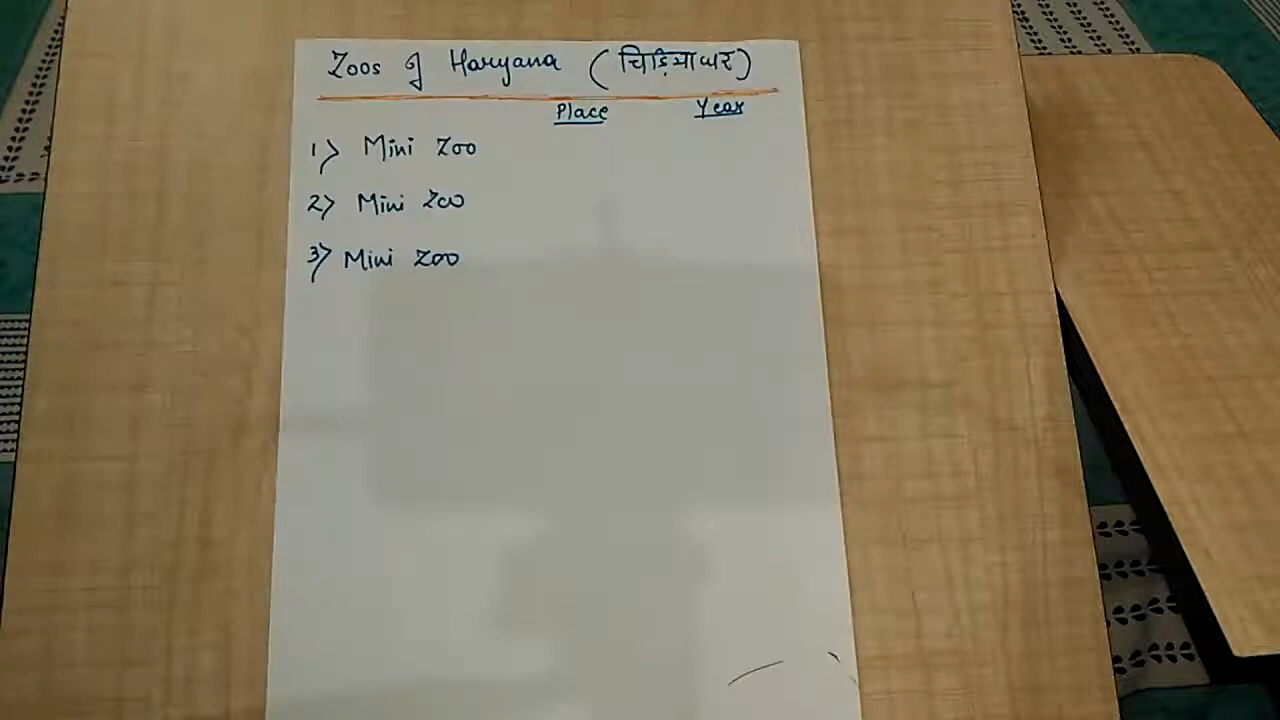 Zoos of Haryana (चिड़ियाघर)
Place Year
1) Mini Zoo
2) Mini Zoo
3) Mini Zoo